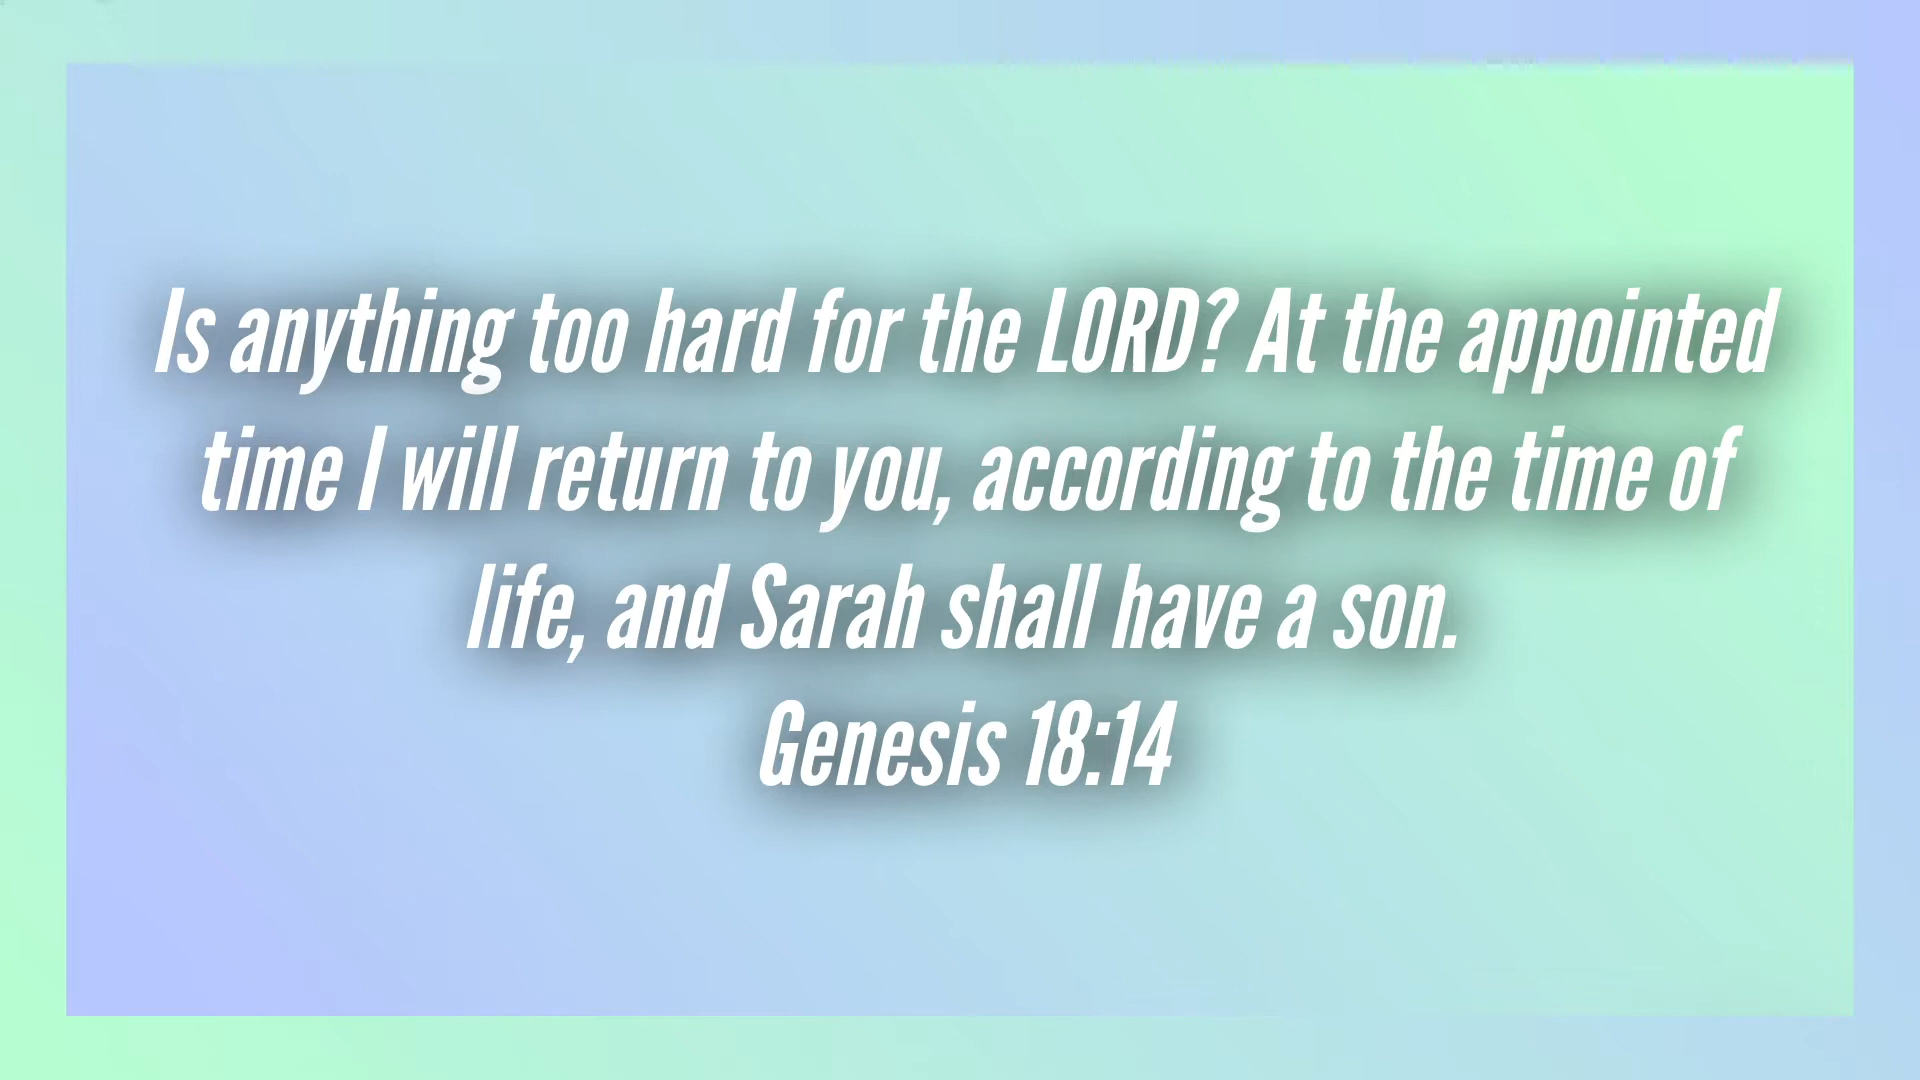 Is anything too hard for the LORD? At the appointed
time I will return to you, according to the time of
life, and Sarah shall have a son.
Genesis 18:14